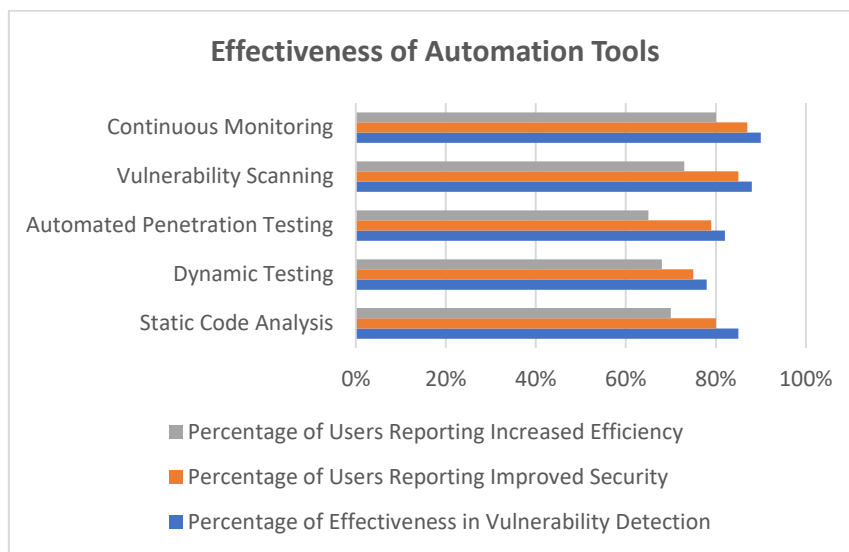 Effectiveness of Automation Tools
Continuous Monitoring
Vulnerability Scanning
Automated Penetration Testing
Dynamic Testing
Static Code Analysis
0% 20% 40% 60% 80% 100%
Percentage of Users Reporting Increased Efficiency
Percentage of Users Reporting Improved Security
Percentage of Effectiveness in Vulnerability Detection